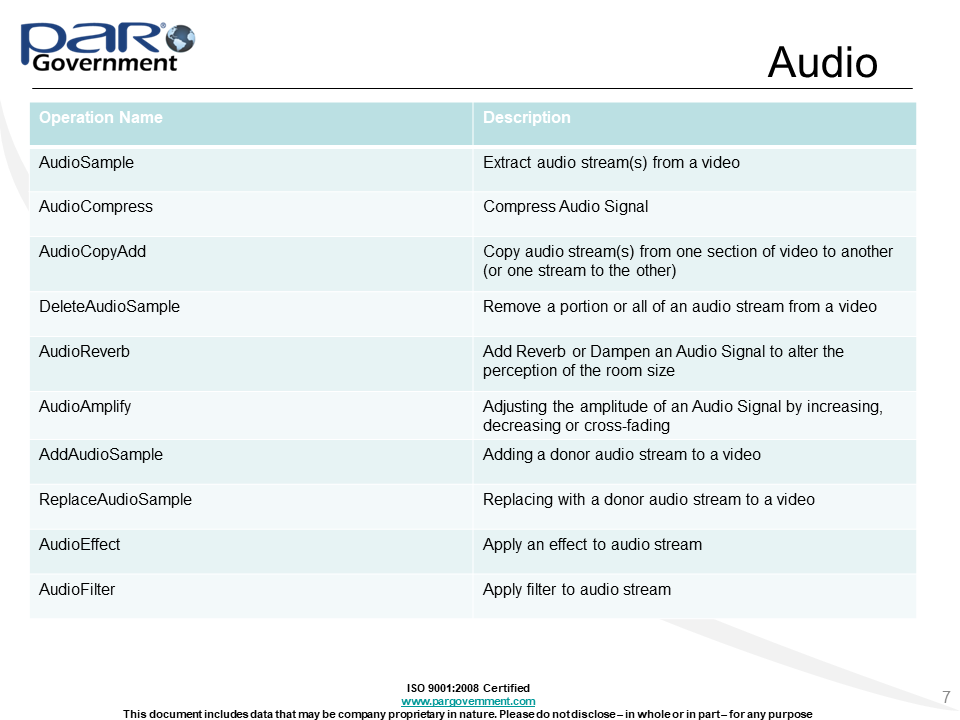 PAR®
Government
Audio
Operation Name
Description
AudioSample
Extract audio stream(s) from a video
AudioCompress
Compress Audio Signal
AudioCopyAdd
Copy audio stream(s) from one section of video to another
(or one stream to the other)
DeleteAudioSample
Remove a portion or all of an audio stream from a video
AudioReverb
Add Reverb or Dampen an Audio Signal to alter the
perception of the room size
AudioAmplify
Adjusting the amplitude of an Audio Signal by increasing,
decreasing or cross-fading
AddAudioSample
Adding a donor audio stream to a video
ReplaceAudioSample
Replacing with a donor audio stream to a video
AudioEffect
Apply an effect to audio stream
AudioFilter
Apply filter to audio stream
ISO 9001:2008 Certified
www.pargovernment.com
This document includes data that may be company proprietary in nature. Please do not disclose – in whole or in part – for any purpose
7